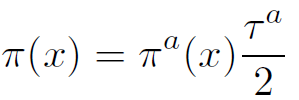 π(x) = π^a(x) τ^a/2